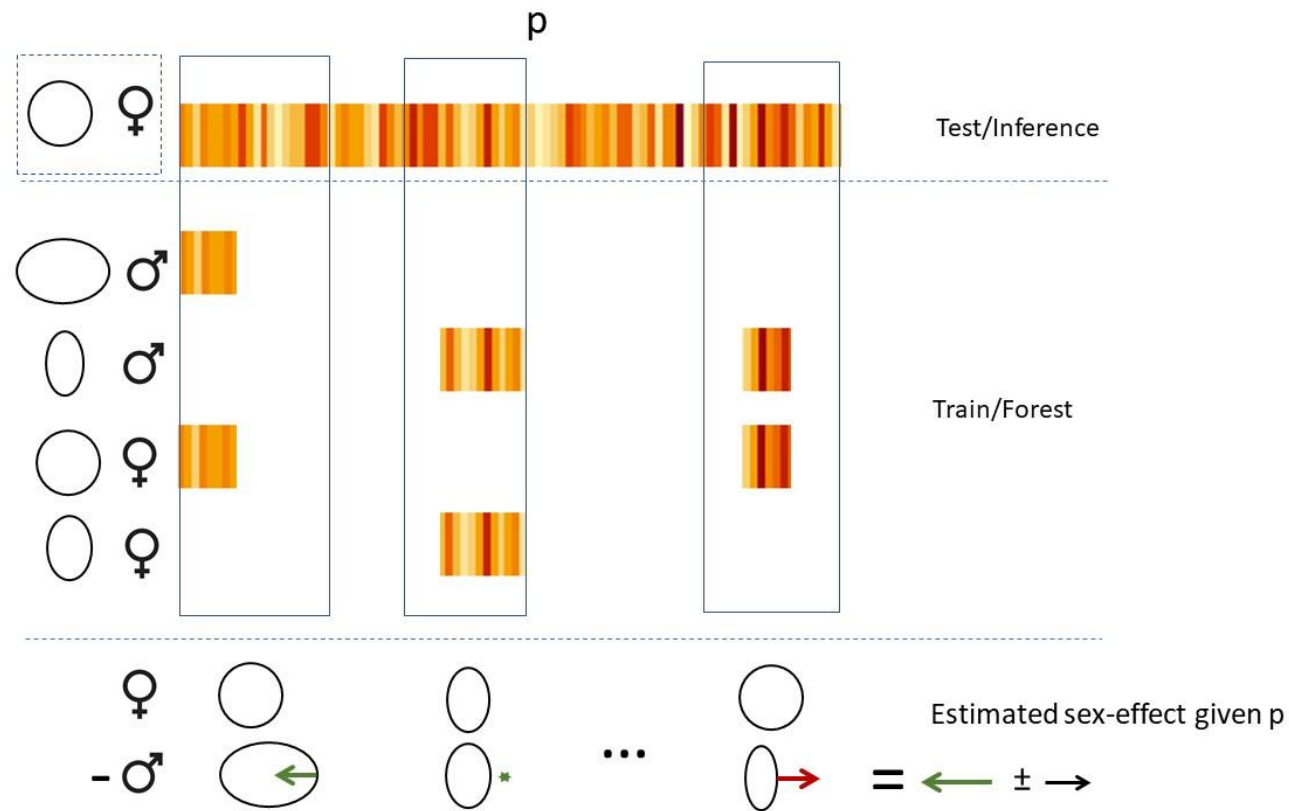 p
♀
Test/Inference
♂
♂
Train/Forest
♀
♀
♀
Estimated sex-effect given p
- ♂ ... = ±